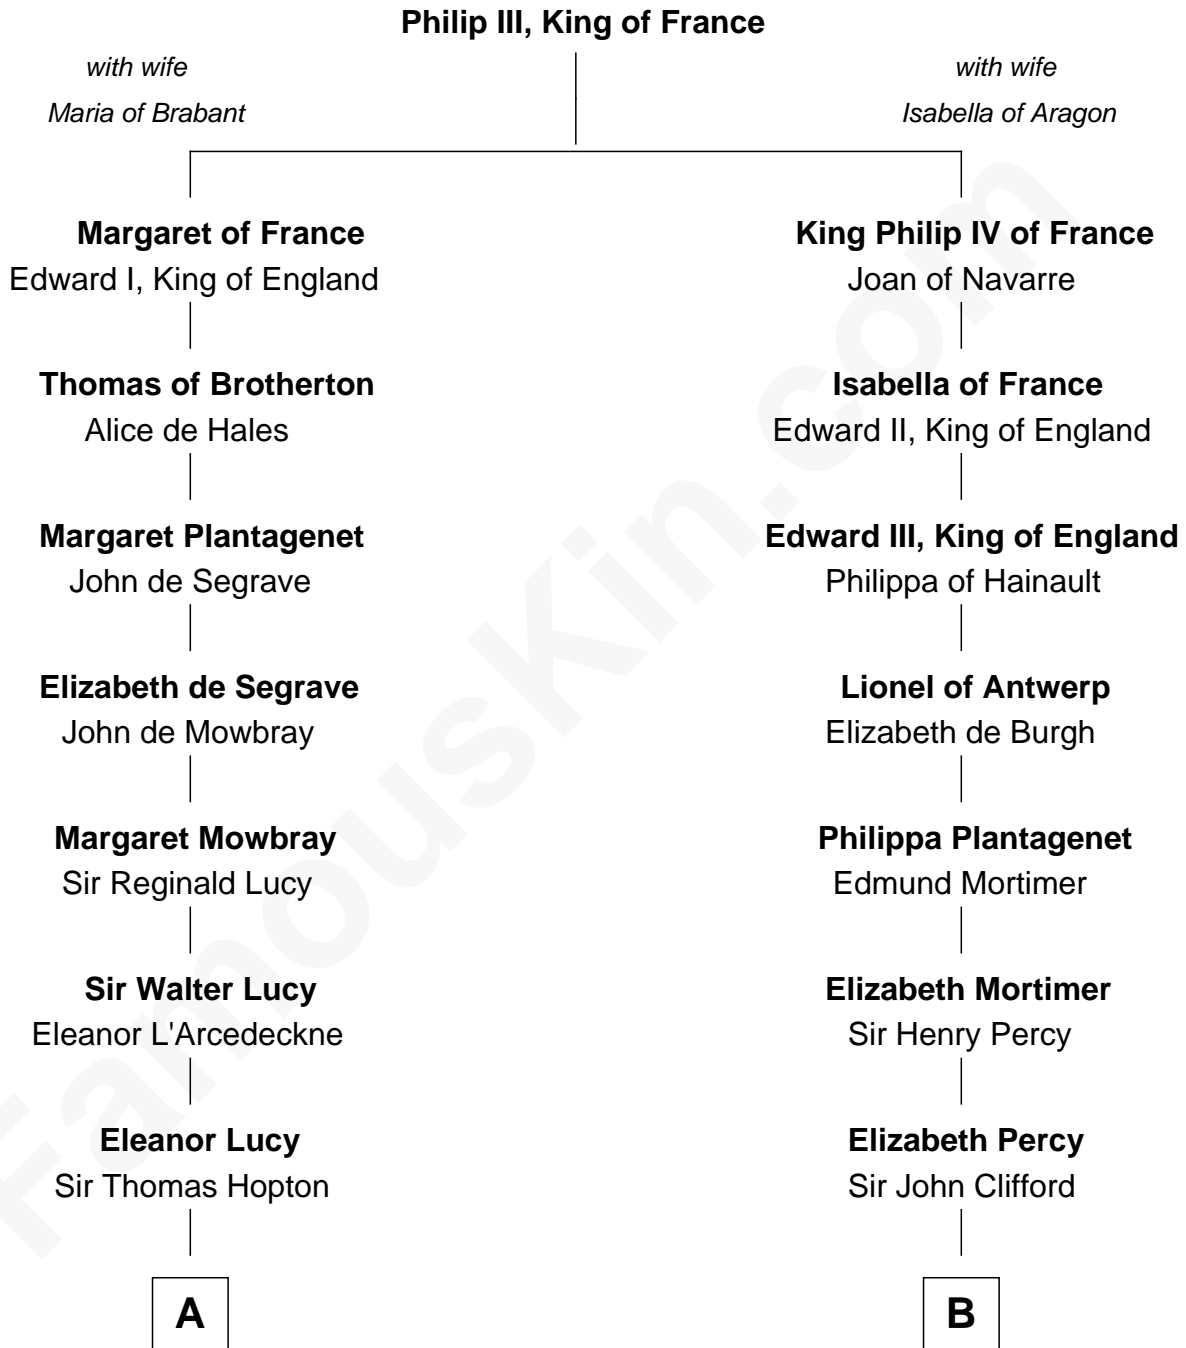 Philip III, King of France
with wife
Maria of Brabant
with wife
Isabella of Aragon
Margaret of France
Edward I, King of England
King Philip IV of France
Joan of Navarre
Thomas of Brotherton
Alice de Hales
Isabella of France
Edward II, King of England
Margaret Plantagenet
John de Segrave
Edward III, King of England
Philippa of Hainault
Elizabeth de Segrave
John de Mowbray
Lionel of Antwerp
Elizabeth de Burgh
Margaret Mowbray
Sir Reginald Lucy
Philippa Plantagenet
Edmund Mortimer
Sir Walter Lucy
Eleanor L'Arcedeckne
Elizabeth Mortimer
Sir Henry Percy
Eleanor Lucy
Sir Thomas Hopton
Elizabeth Percy
Sir John Clifford
A
B
FamousKin.com